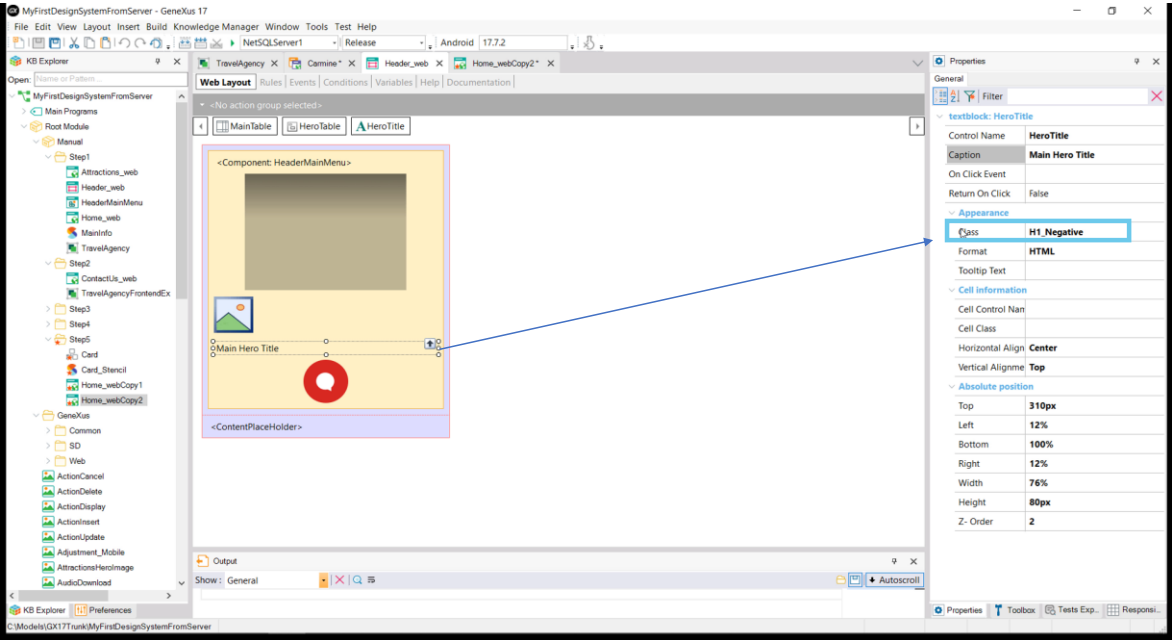 MyFirstDesignSystemFromServer - GeneXus 17
File Edit View Layout Insert Build Knowledge Manager Window Tools Test Help
NetSQLServer1 Release Android 17.7.2
KB Explorer
Open: Name or Pattern...
MyFirstDesignSystemFromServer
Main Programs
Root Module
Manual
Step1
Attractions_web
Header_web
HeaderMainMenu
Home_web
MainInfo
TravelAgency
Step2
ContactUs_web
TravelAgencyFrontendEx
Step3
Step4
Step5
Card
Card_Stencil
Home_webCopy1
Home_webCopy2
GeneXus
Common
SD
Web
ActionCancel
ActionDelete
ActionDisplay
ActionInsert
ActionUpdate
Adjustment_Mobile
AttractionsHeroImage
AudioDownload
KB Explorer Preferences
TravelAgency Carmine* Header_web Home_webCopy2*
Web Layout Rules Events Conditions Variables Help Documentation
<No action group selected>
MainTable HeroTable HeroTitle
<Component: HeaderMainMenu>
Main Hero Title
<ContentPlaceHolder>
Output
Show: General Autoscroll
Properties
General
Filter
textblock: HeroTitle
Control Name HeroTitle
Caption Main Hero Title
On Click Event
Return On Click False
Appearance
Class H1_Negative
Format HTML
Tooltip Text
Cell information
Cell Control Nan
Cell Class
Horizontal Align Center
Vertical Alignme Top
Absolute position
Top 310px
Left 12%
Bottom 100%
Right 12%
Width 76%
Height 80px
Z- Order 2
Properties Toolbox Tests Exp... Responsi...
C:\Models\GX17Trunk\MyFirstDesignSystemFromServer